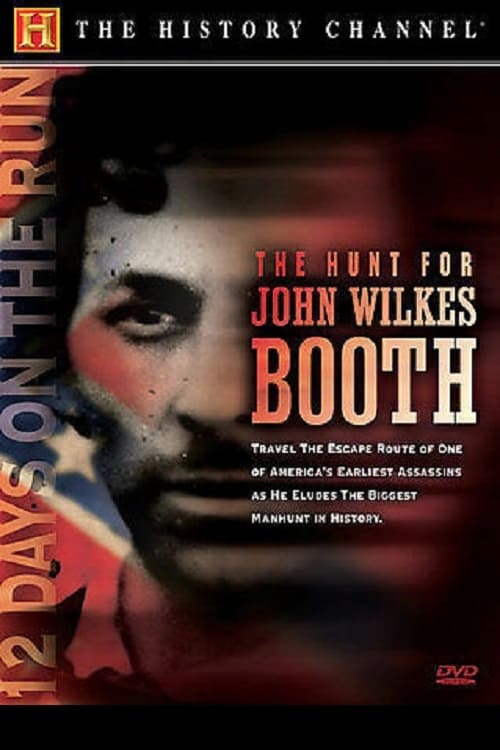 H THE HISTORY CHANNEL®
12 DAYS ON THE RUN
THE HUNT FOR
JOHN WILKES
BOOTH
TRAVEL THE ESCAPE ROUTE OF ONE
OF AMERICA'S EARLIEST ASSASSINS
AS HE ELUDES THE BIGGEST
MANHUNT IN HISTORY.
DVD